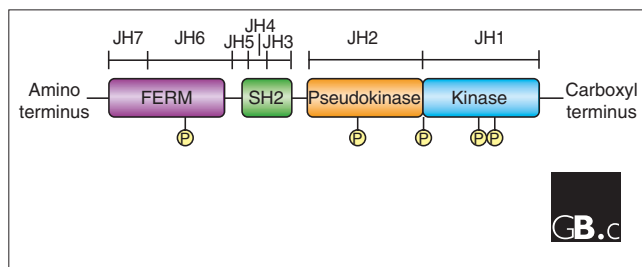 JH7 JH6 JH5 JH4 JH3 JH2 JH1
Amino terminus
FERM SH2 Pseudokinase Kinase
Carboxyl terminus
P P P P P
GB.c